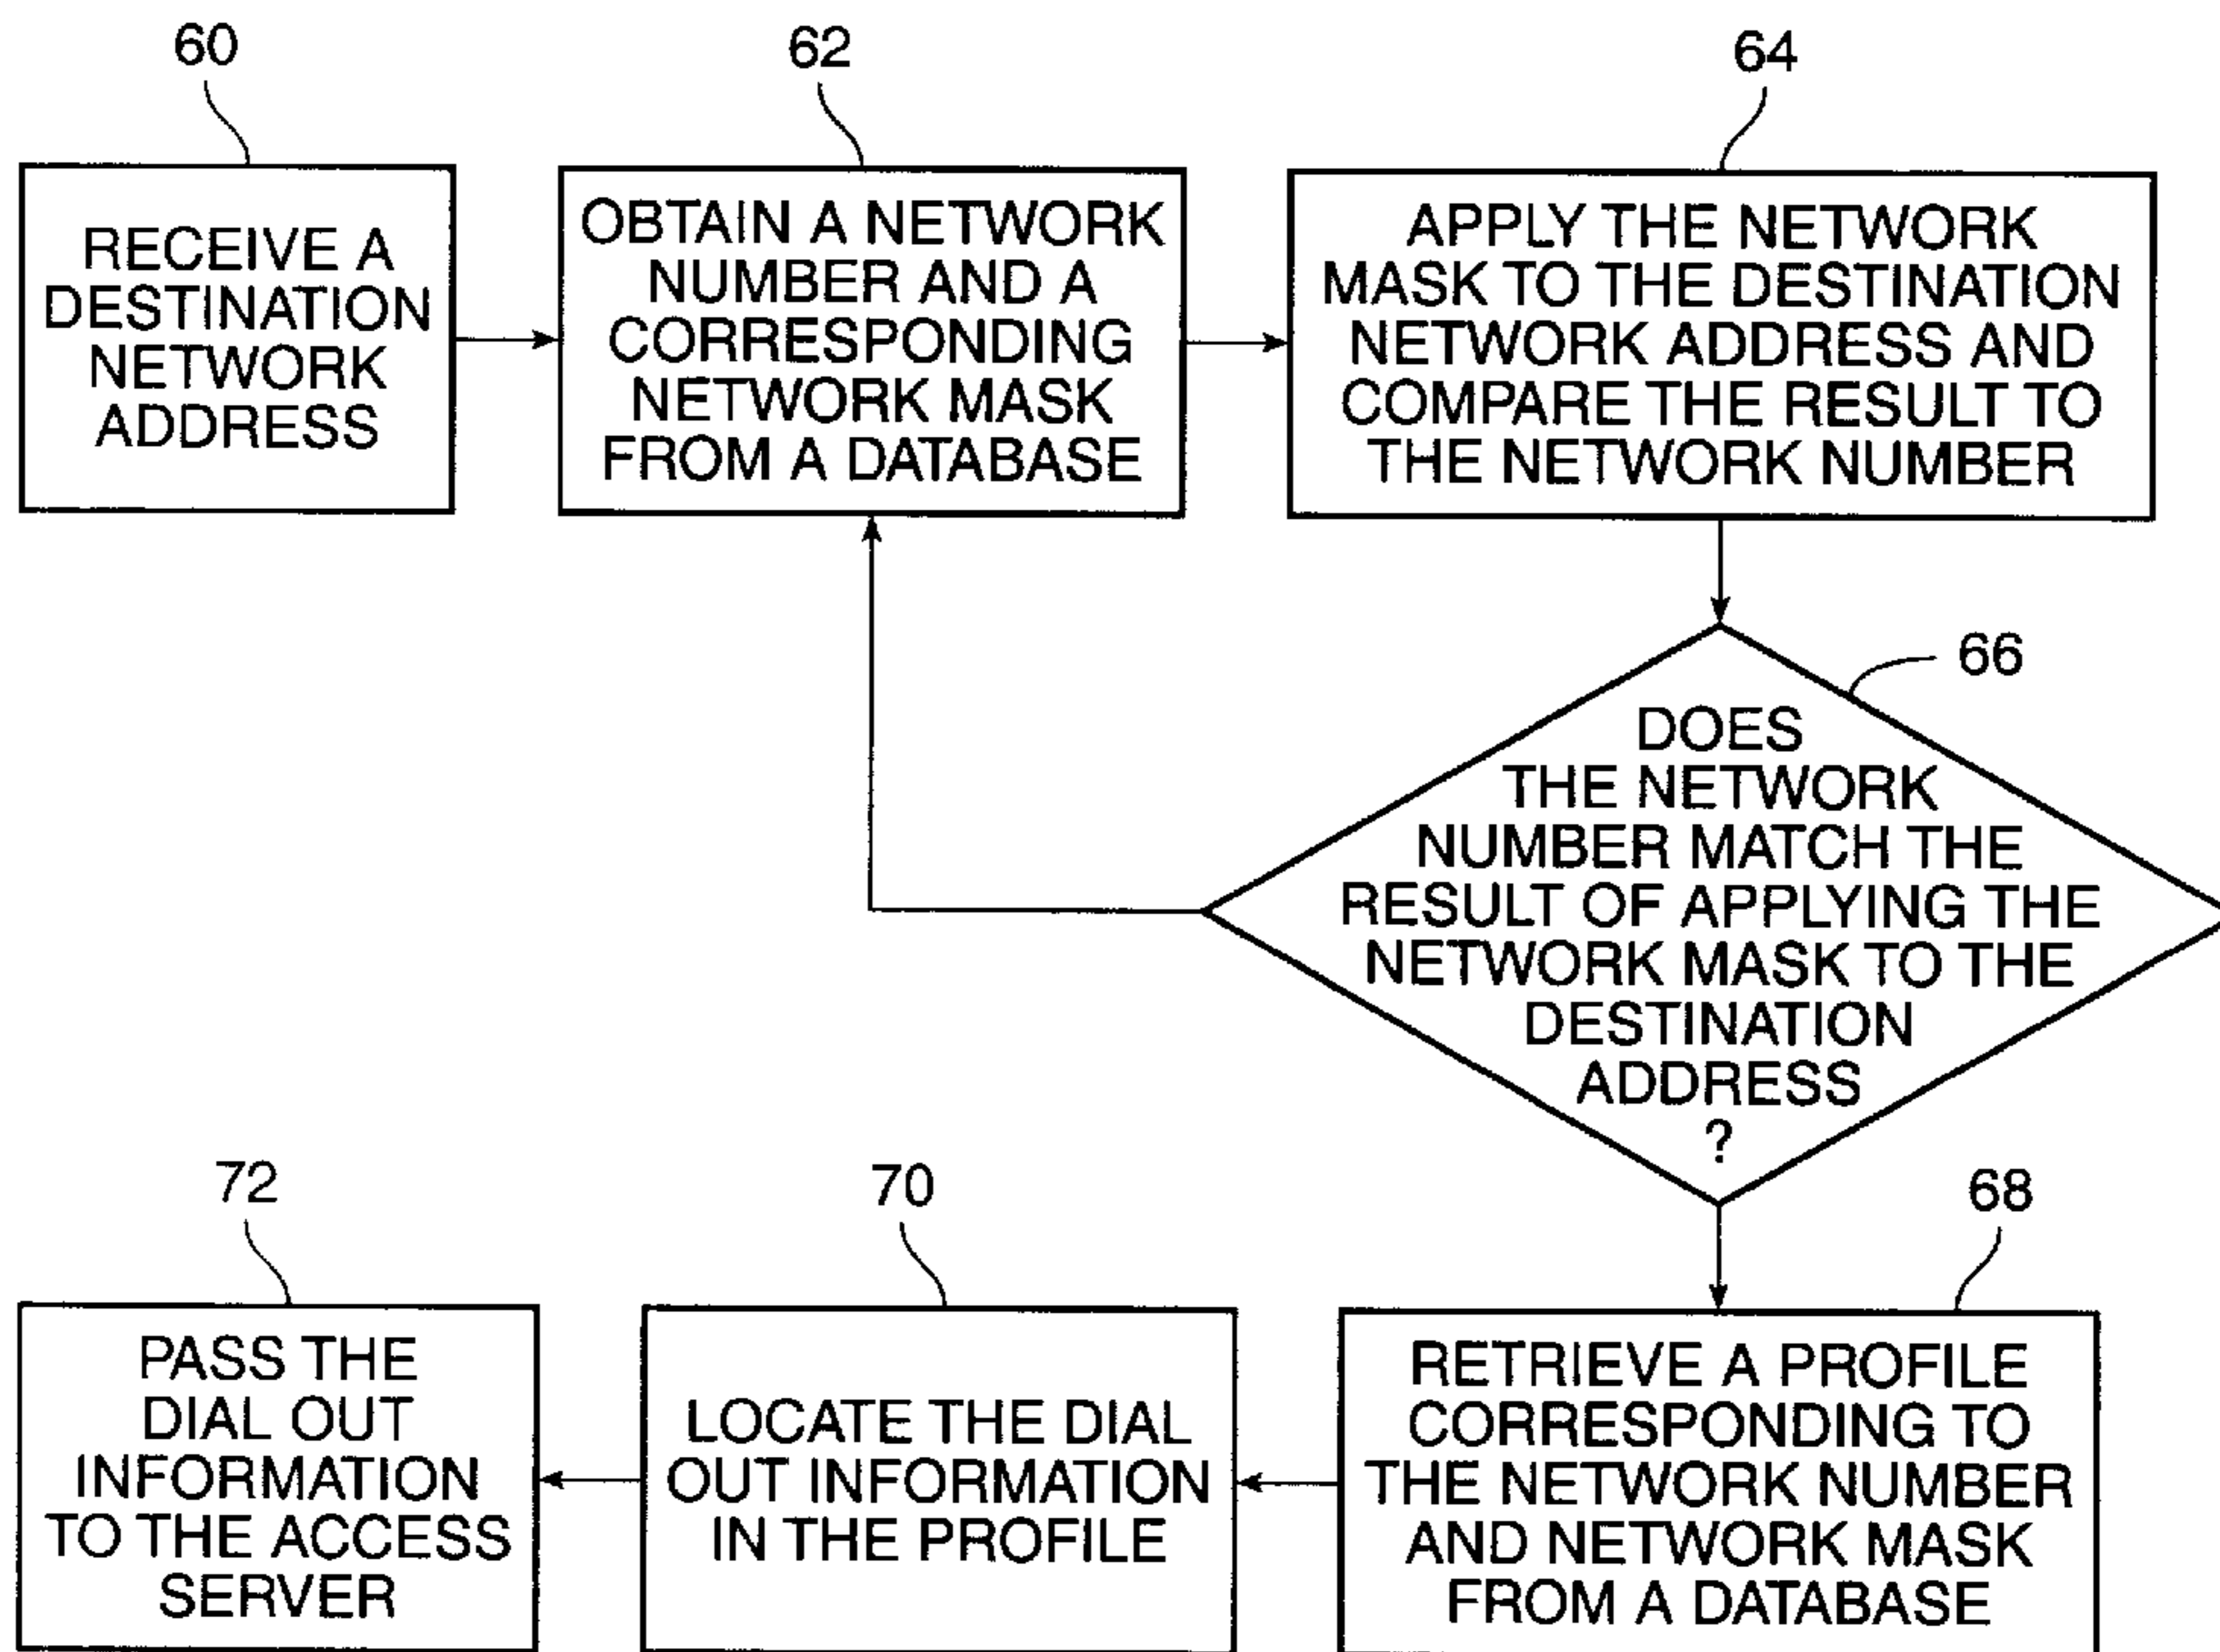 60
RECEIVE A
DESTINATION
NETWORK
ADDRESS
62
OBTAIN A NETWORK
NUMBER AND A
CORRESPONDING
NETWORK MASK
FROM A DATABASE
64
APPLY THE NETWORK
MASK TO THE DESTINATION
NETWORK ADDRESS AND
COMPARE THE RESULT TO
THE NETWORK NUMBER
66
DOES
THE NETWORK
NUMBER MATCH THE
RESULT OF APPLYING THE
NETWORK MASK TO THE
DESTINATION
ADDRESS
?
68
RETRIEVE A PROFILE
CORRESPONDING TO
THE NETWORK NUMBER
AND NETWORK MASK
FROM A DATABASE
70
LOCATE THE DIAL
OUT INFORMATION
IN THE PROFILE
72
PASS THE
DIAL OUT
INFORMATION
TO THE ACCESS
SERVER